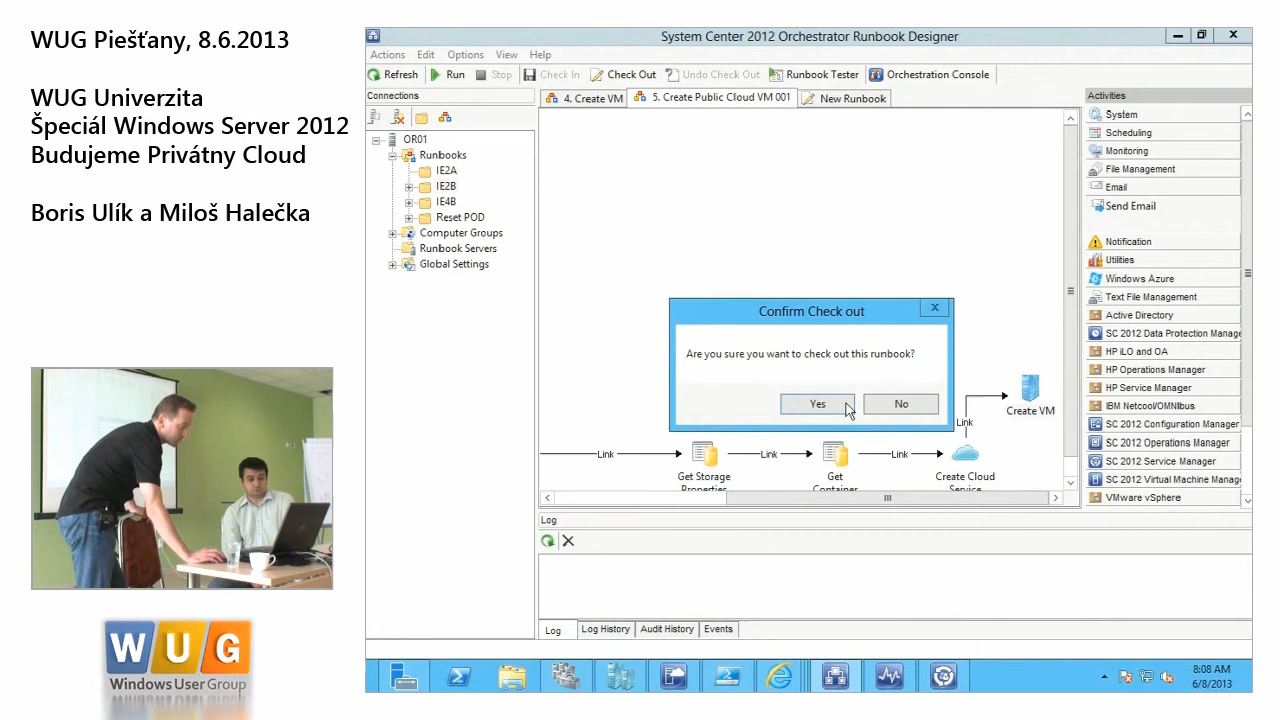 WUG Piešťany, 8.6.2013
WUG Univerzita
Špeciál Windows Server 2012
Budujeme Privátny Cloud
Boris Ulík a Miloš Halečka
WUG
Windows User Group
System Center 2012 Orchestrator Runbook Designer
Actions Edit Options View Help
Refresh Run Stop Check In Check Out Undo Check Out Runbook Tester Orchestration Console
Connections
OR01
Runbooks
IE2A
IE2B
IE4B
Reset POD
Computer Groups
Runbook Servers
Global Settings
4. Create VM 5. Create Public Cloud VM 001 New Runbook
Confirm Check out
X
Are you sure you want to check out this runbook?
Yes No
Link Create VM
Link Link Link
Get Storage Properties
Get Container
Create Cloud Service
Log
Log Log History Audit History Events
Activities
System
Scheduling
Monitoring
File Management
Email
Send Email
Notification
Utilities
Windows Azure
Text File Management
Active Directory
SC 2012 Data Protection Manage
HP iLO and OA
HP Operations Manager
HP Service Manager
IBM Netcool/OMNIbus
SC 2012 Configuration Manager
SC 2012 Operations Manager
SC 2012 Service Manager
SC 2012 Virtual Machine Manag
VMware vSphere
8:08 AM
6/8/2013